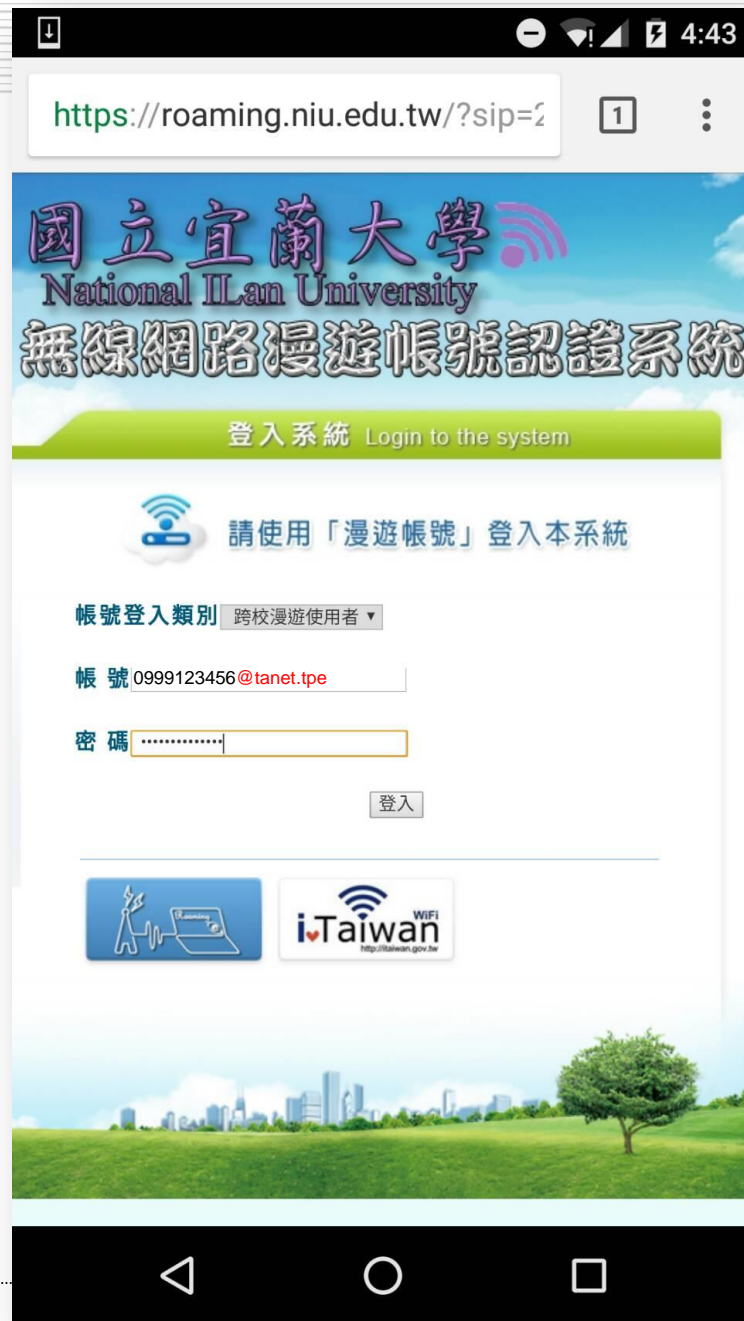 4:43
https://roaming.niu.edu.tw/?sip=2
1
國立宜蘭大學
National ILan University
無線網路漫遊帳號認證系統
登入系統 Login to the system
請使用「漫遊帳號」登入本系統
帳號登入類別 跨校漫遊使用者
帳 號 0999123456@tanet.tpe
密 碼 ··············
登入
Roaming
i Taiwan WiFi
http://itaiwan.gov.tw
...